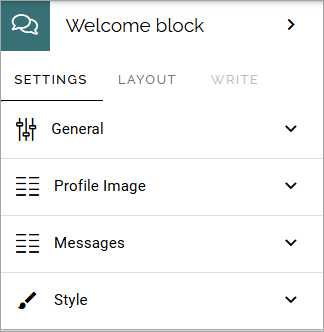 Welcome block
SETTINGS LAYOUT WRITE
General
Profile Image
Messages
Style